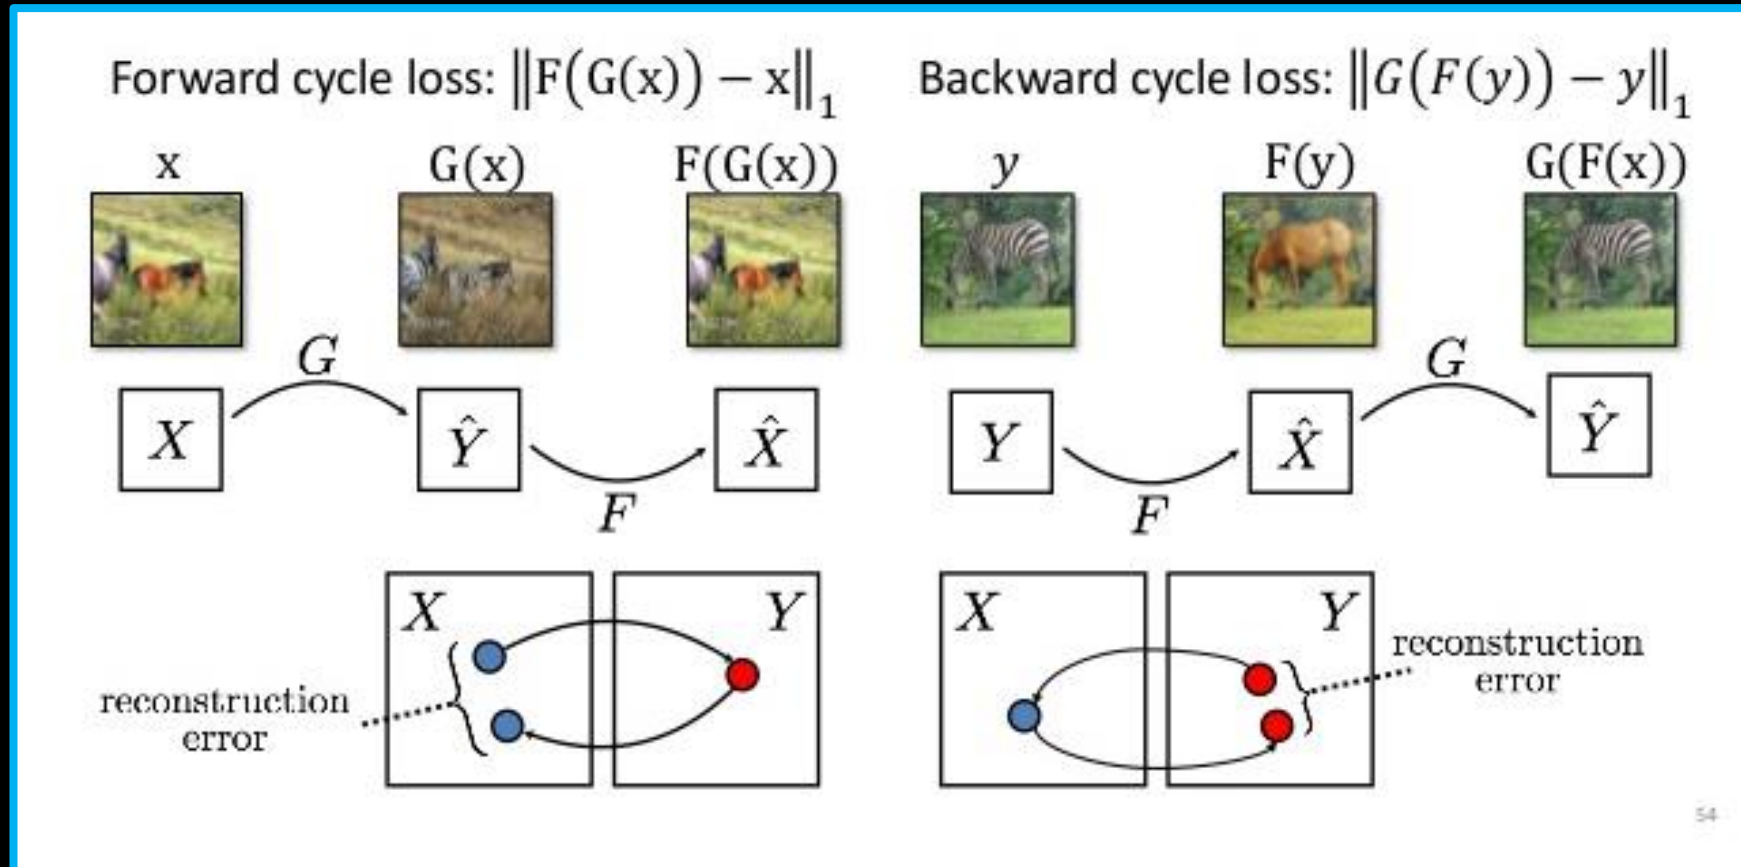 Forward cycle loss: ‖F(G(x)) − x‖₁
Backward cycle loss: ‖G(F(y)) − y‖₁
x
G(x)
F(G(x))
y
F(y)
G(F(x))
G
G
X
Ŷ
X̂
Y
X̂
Ŷ
F
F
X
Y
X
Y
reconstruction
error
reconstruction
error
54